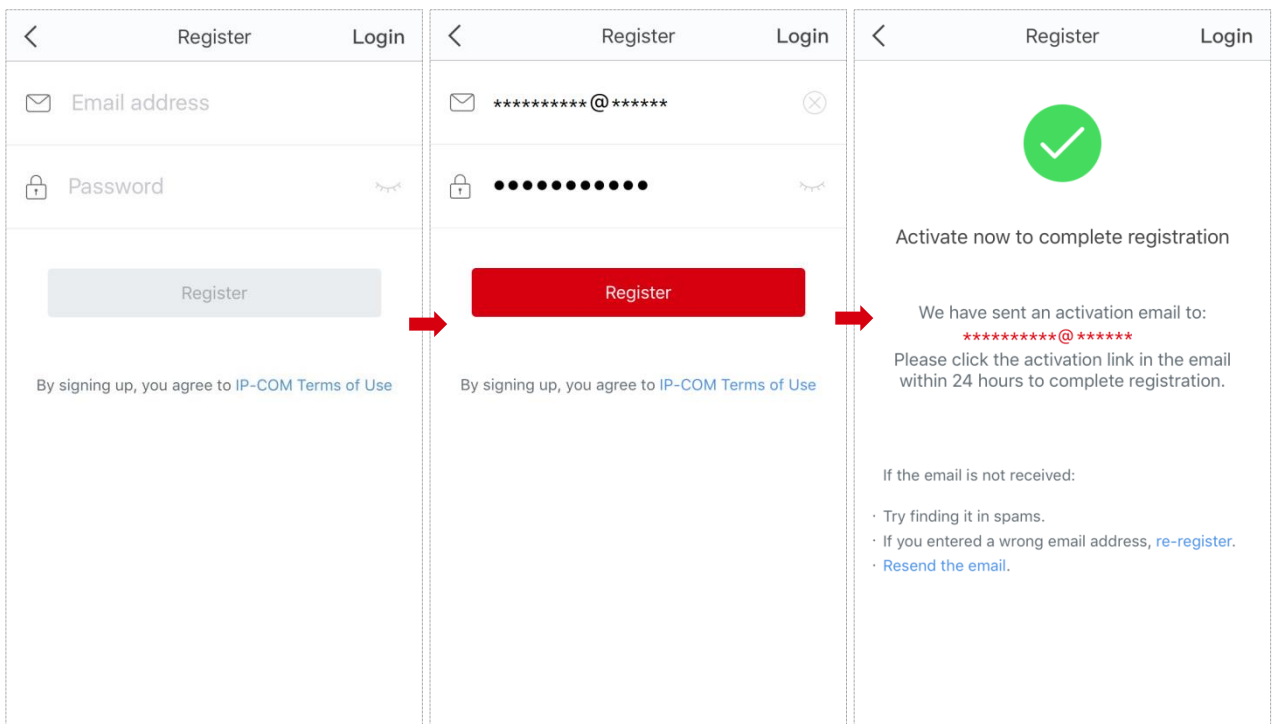 Register Login
Email address
Password
Register
By signing up, you agree to IP-COM Terms of Use
Register Login
**********@******
●●●●●●●●●●●
Register
By signing up, you agree to IP-COM Terms of Use
Register Login
Activate now to complete registration
We have sent an activation email to:
**********@******
Please click the activation link in the email
within 24 hours to complete registration.
If the email is not received:
· Try finding it in spams.
· If you entered a wrong email address, re-register.
· Resend the email.